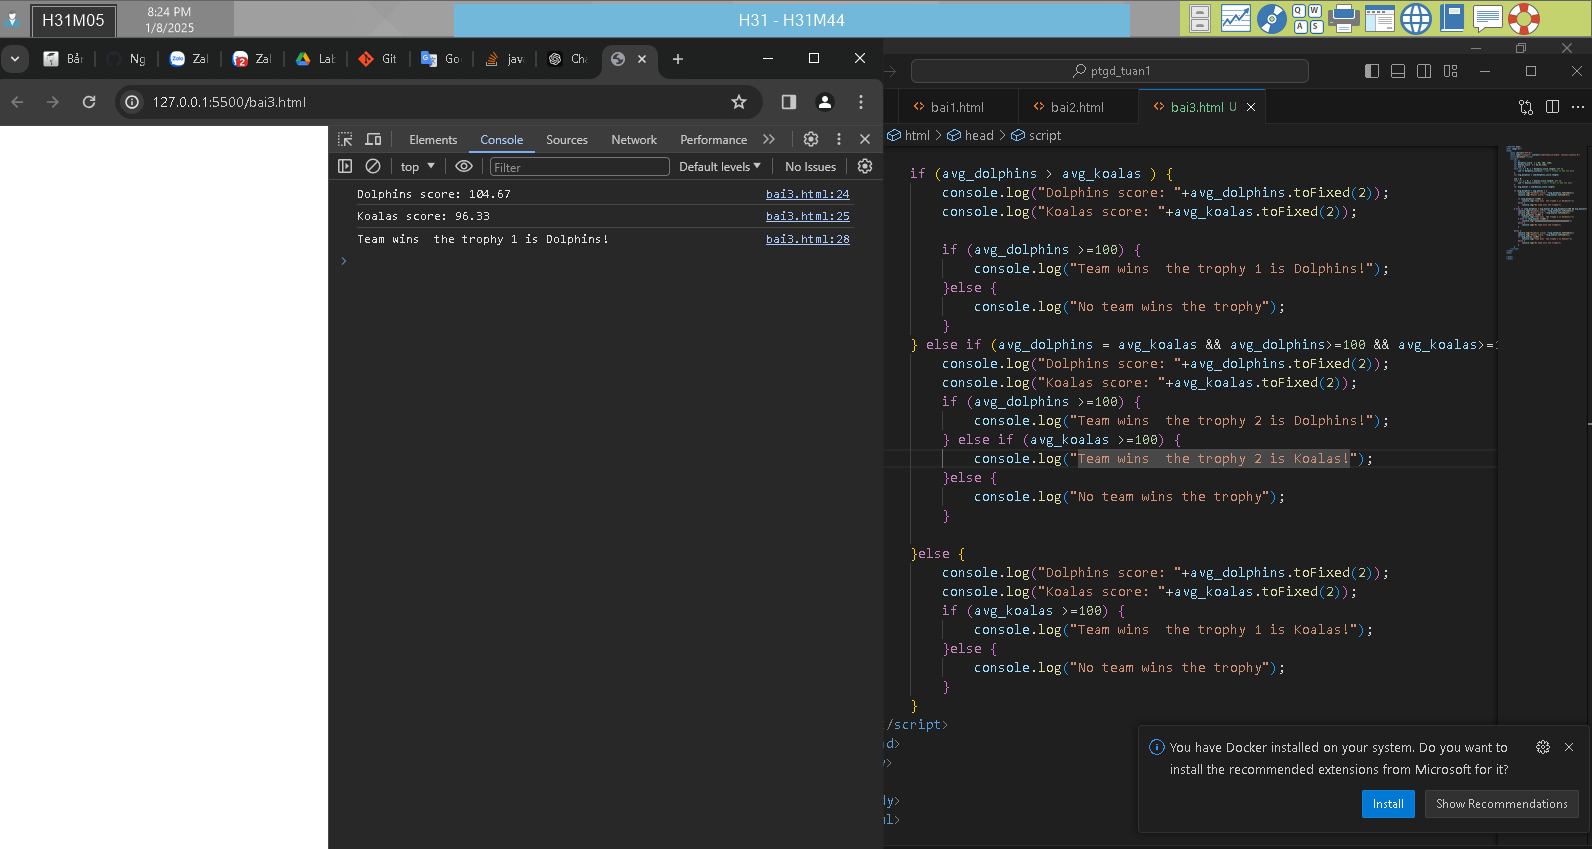 H31M05
8:24 PM
1/8/2025
H31 - H31M44
Q W
A S
Bả
Ng
Zal
Zal
Lal
Git
Go
java
Ch
127.0.0.1:5500/bai3.html
Elements
Console
Sources
Network
Performance
top
Filter
Default levels
No Issues
Dolphins score: 104.67
bai3.html:24
Koalas score: 96.33
bai3.html:25
Team wins  the trophy 1 is Dolphins!
bai3.html:28
ptgd_tuan1
bai1.html
bai2.html
bai3.html U
html > head > script
if (avg_dolphins > avg_koalas ) {
console.log("Dolphins score: "+avg_dolphins.toFixed(2));
console.log("Koalas score: "+avg_koalas.toFixed(2));
if (avg_dolphins >=100) {
console.log("Team wins  the trophy 1 is Dolphins!");
}else {
console.log("No team wins the trophy");
}
} else if (avg_dolphins = avg_koalas && avg_dolphins>=100 && avg_koalas>=1
console.log("Dolphins score: "+avg_dolphins.toFixed(2));
console.log("Koalas score: "+avg_koalas.toFixed(2));
if (avg_dolphins >=100) {
console.log("Team wins  the trophy 2 is Dolphins!");
} else if (avg_koalas >=100) {
console.log("Team wins  the trophy 2 is Koalas!");
}else {
console.log("No team wins the trophy");
}
}else {
console.log("Dolphins score: "+avg_dolphins.toFixed(2));
console.log("Koalas score: "+avg_koalas.toFixed(2));
if (avg_koalas >=100) {
console.log("Team wins  the trophy 1 is Koalas!");
}else {
console.log("No team wins the trophy");
}
}
/script>
d>
>
dy>
l>
You have Docker installed on your system. Do you want to
install the recommended extensions from Microsoft for it?
Install
Show Recommendations